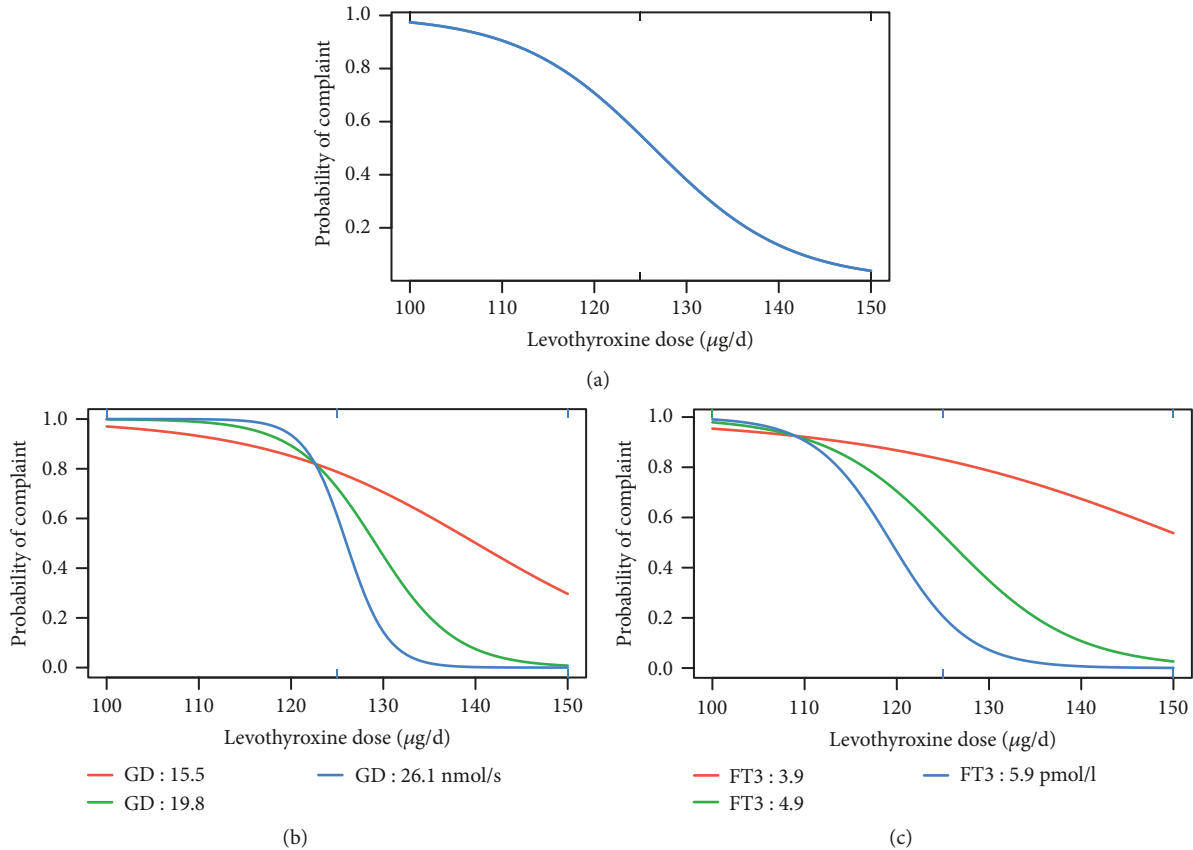 1.0
0.8
0.6
0.4
0.2
Probability of complaint
100 110 120 130 140 150
Levothyroxine dose (μg/d)
(a)
1.0
0.8
0.6
0.4
0.2
0.0
Probability of complaint
100 110 120 130 140 150
Levothyroxine dose (μg/d)
GD : 15.5
GD : 19.8
GD : 26.1 nmol/s
(b)
1.0
0.8
0.6
0.4
0.2
0.0
Probability of complaint
100 110 120 130 140 150
Levothyroxine dose (μg/d)
FT3 : 3.9
FT3 : 4.9
FT3 : 5.9 pmol/l
(c)